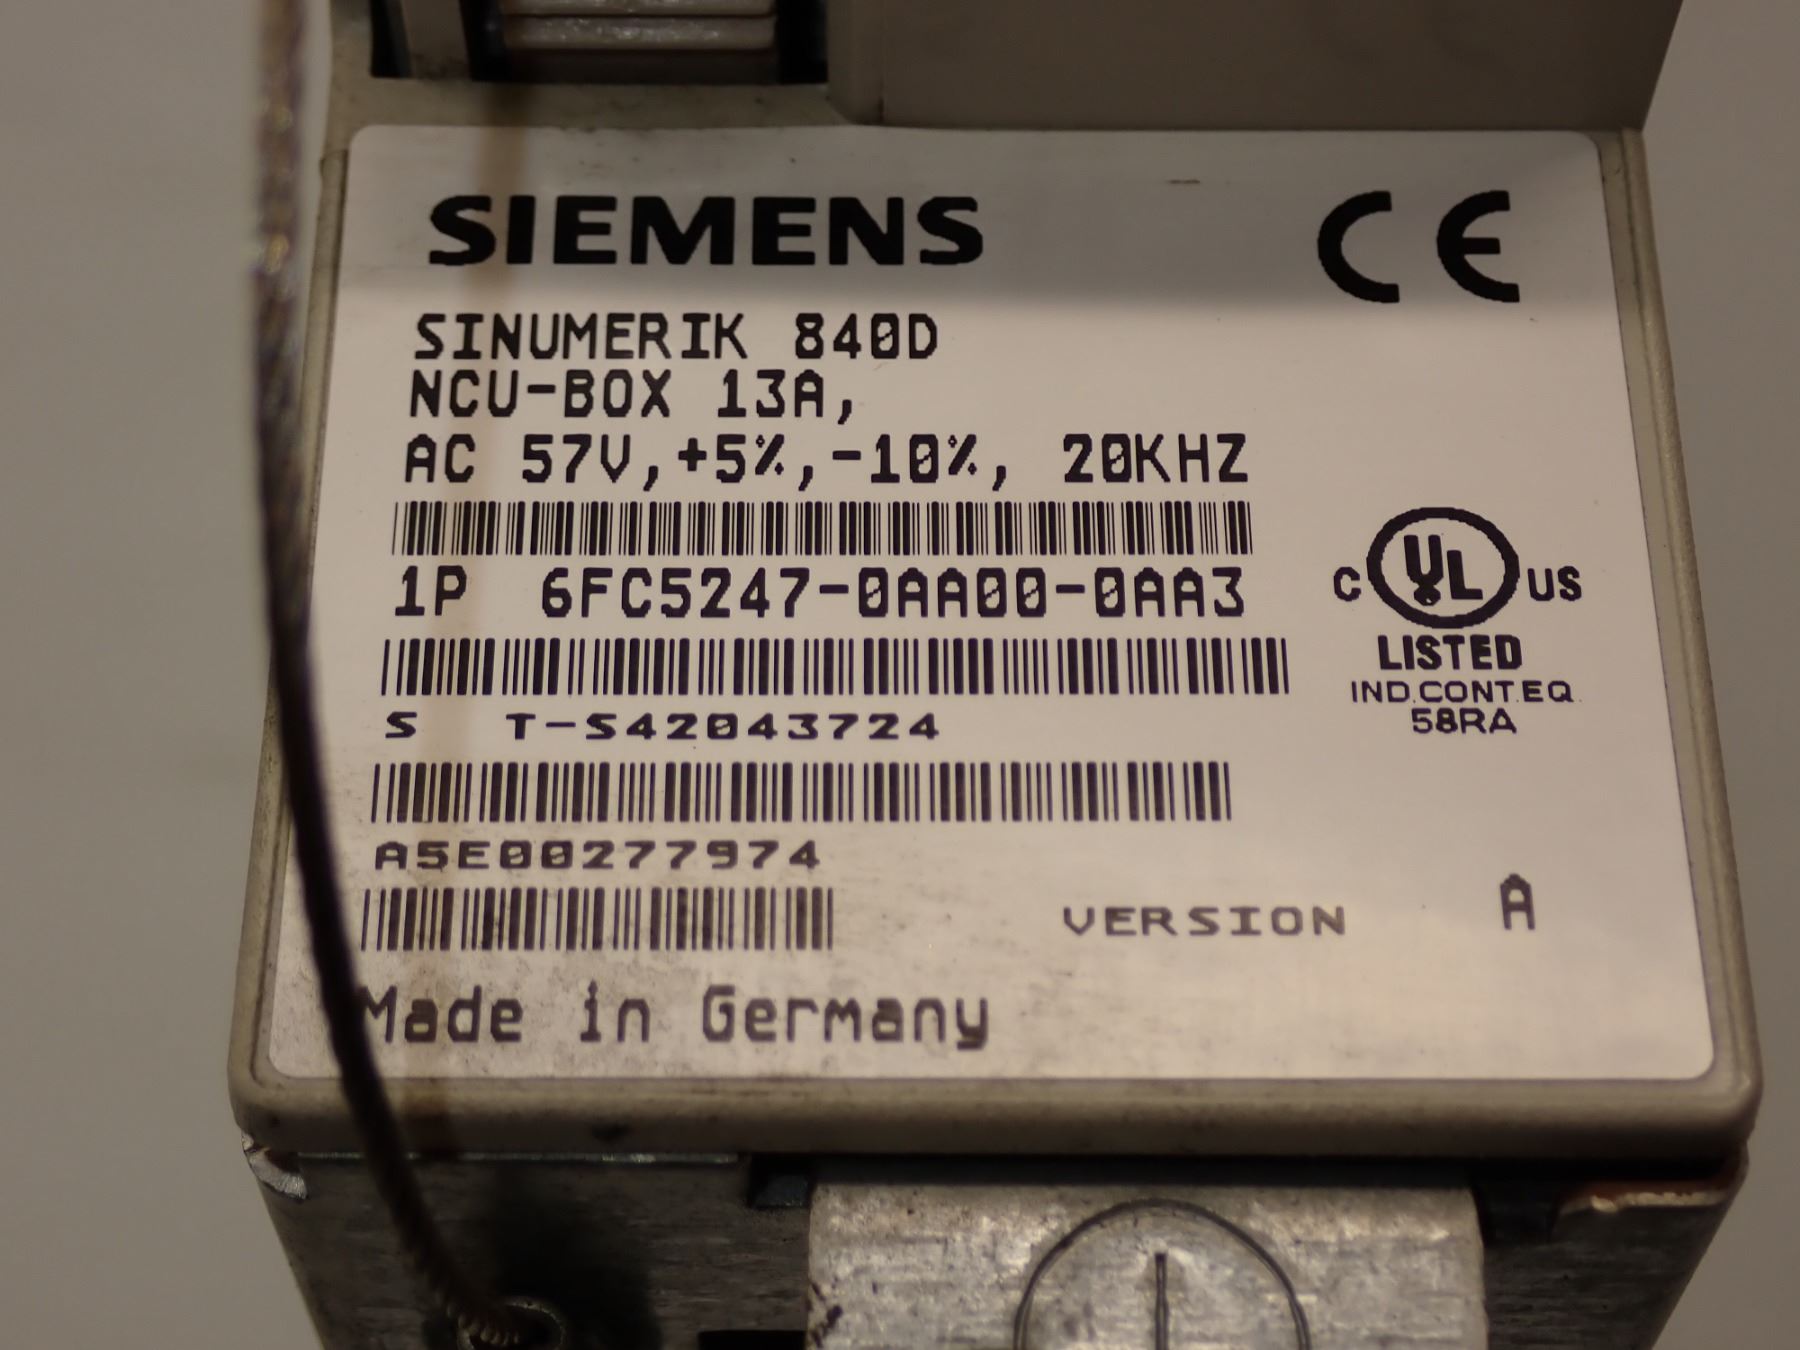 SIEMENS
CE
SINUMERIK 840D
NCU-BOX 13A,
AC 57V,+5%,-10%, 20KHZ
1P 6FC5247-0AA00-0AA3
C UL US
LISTED
IND.CONT.EQ.
58RA
S T-S42043724
A5E00277974
VERSION A
Made in Germany